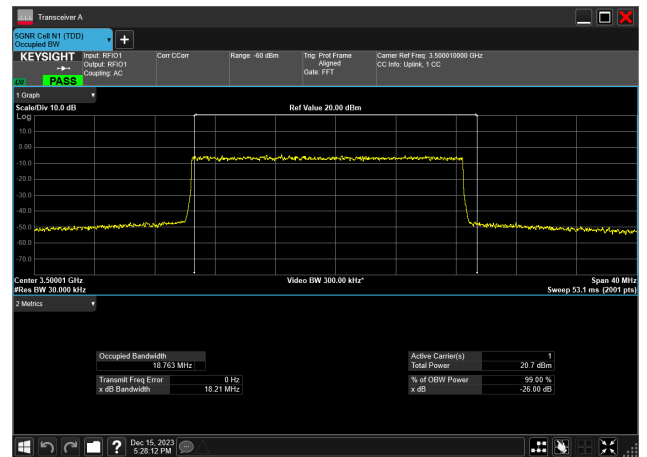 Transceiver A
5GNR Cell N1 (TDD)
Occupied BW
KEYSIGHT
LXI
PASS
Input: RFIO1
Output: RFIO1
Coupling: AC
Corr CCorr
Range: -60 dBm
Trig: Prot Frame
Aligned
Gate: FFT
Carrier Ref Freq: 3.500010000 GHz
CC Info: Uplink, 1 CC
1 Graph
Scale/Div 10.0 dB
Ref Value 20.00 dBm
Log
10.0
0.00
-10.0
-20.0
-30.0
-40.0
-50.0
-60.0
-70.0
Center 3.50001 GHz
Video BW 300.00 kHz*
Span 40 MHz
#Res BW 30.000 kHz
Sweep 53.1 ms (2001 pts)
2 Metrics
Occupied Bandwidth
18.763 MHz
Active Carrier(s) 1
Total Power 20.7 dBm
Transmit Freq Error 0 Hz
x dB Bandwidth 18.21 MHz
% of OBW Power 99.00 %
x dB -26.00 dB
Dec 15, 2023
5:28:12 PM